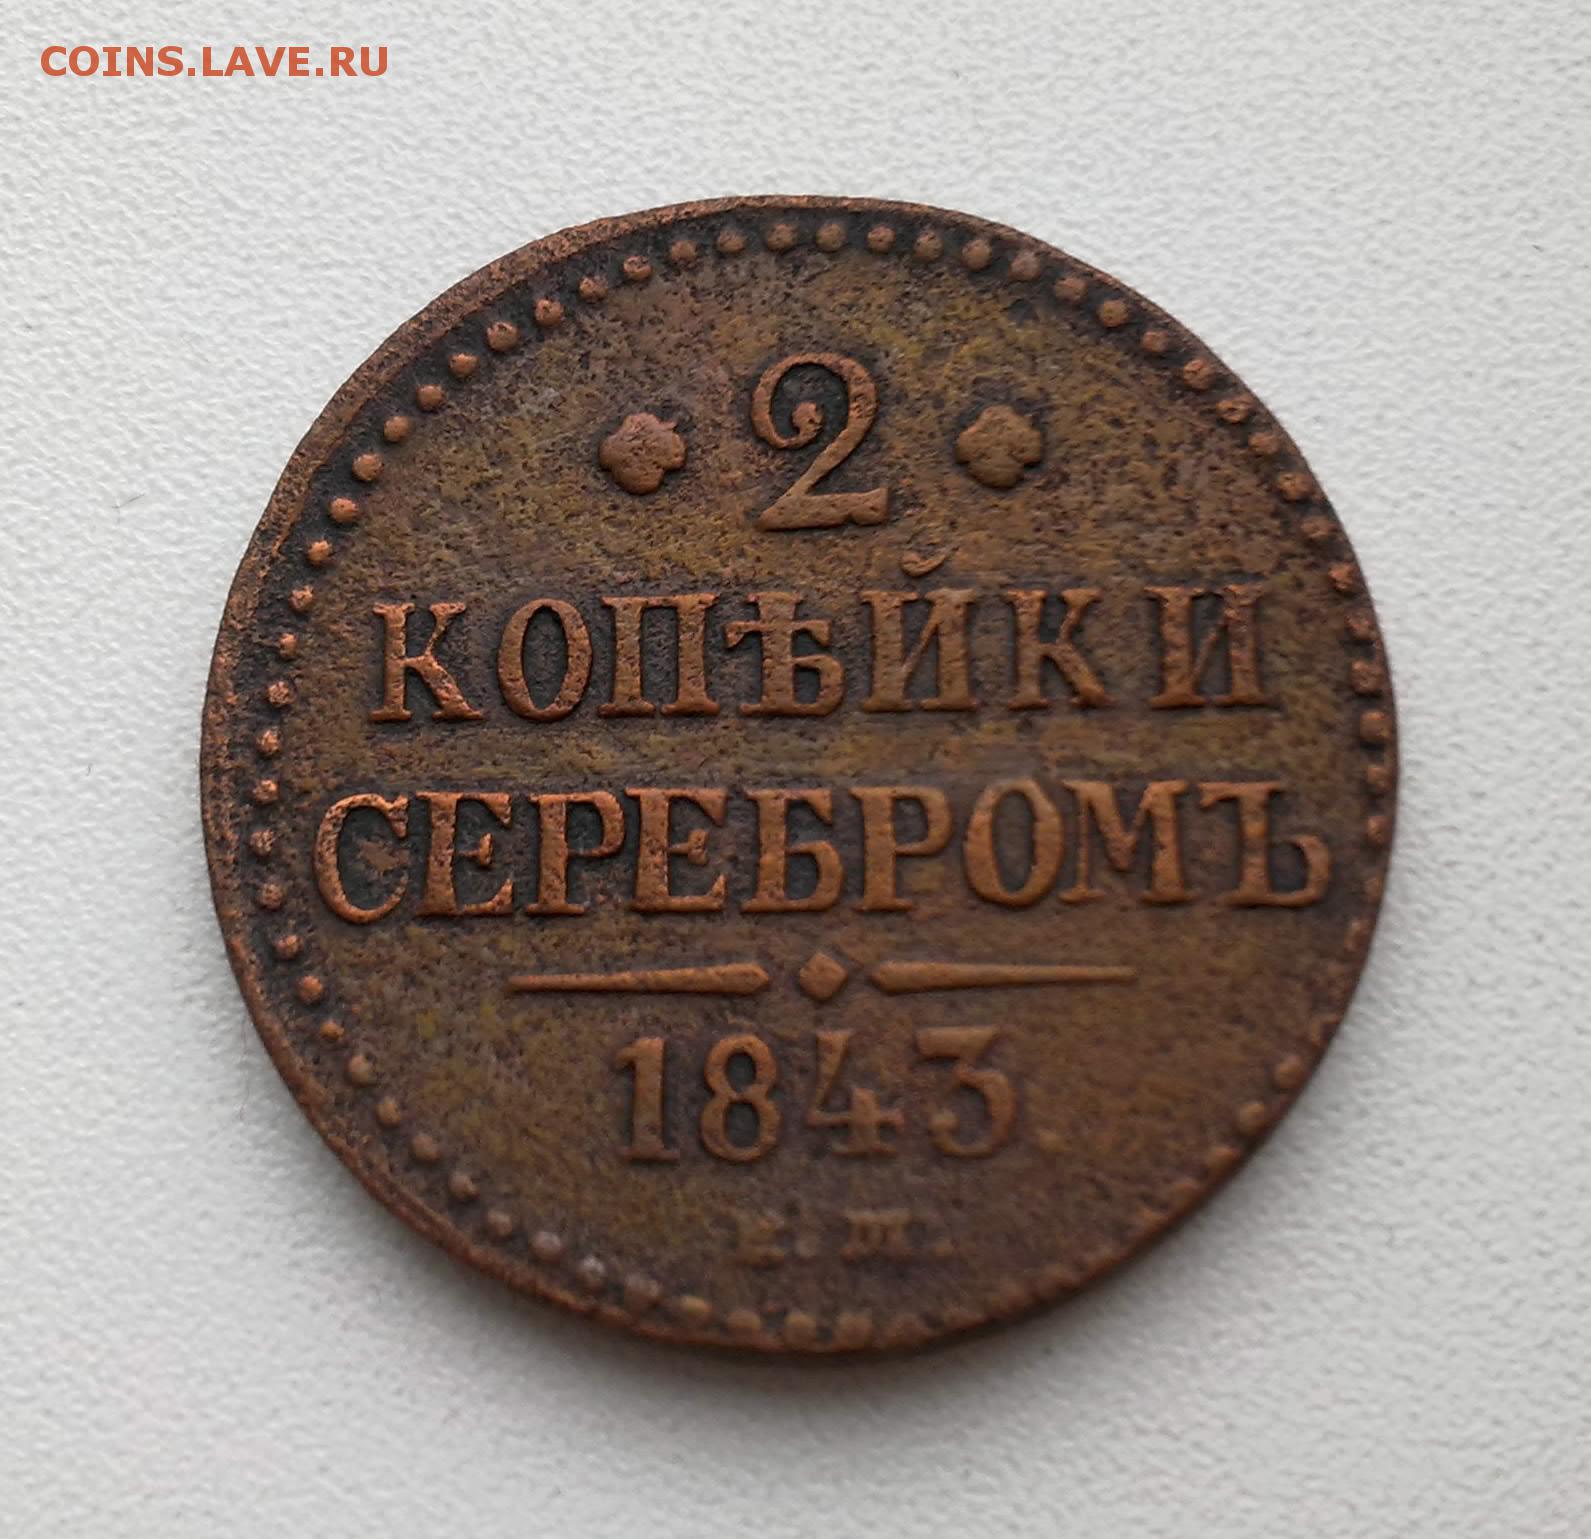 COINS.LAVE.RU
2
КОПѢЙКИ
СЕРЕБРОМЪ
1843
Е.М.